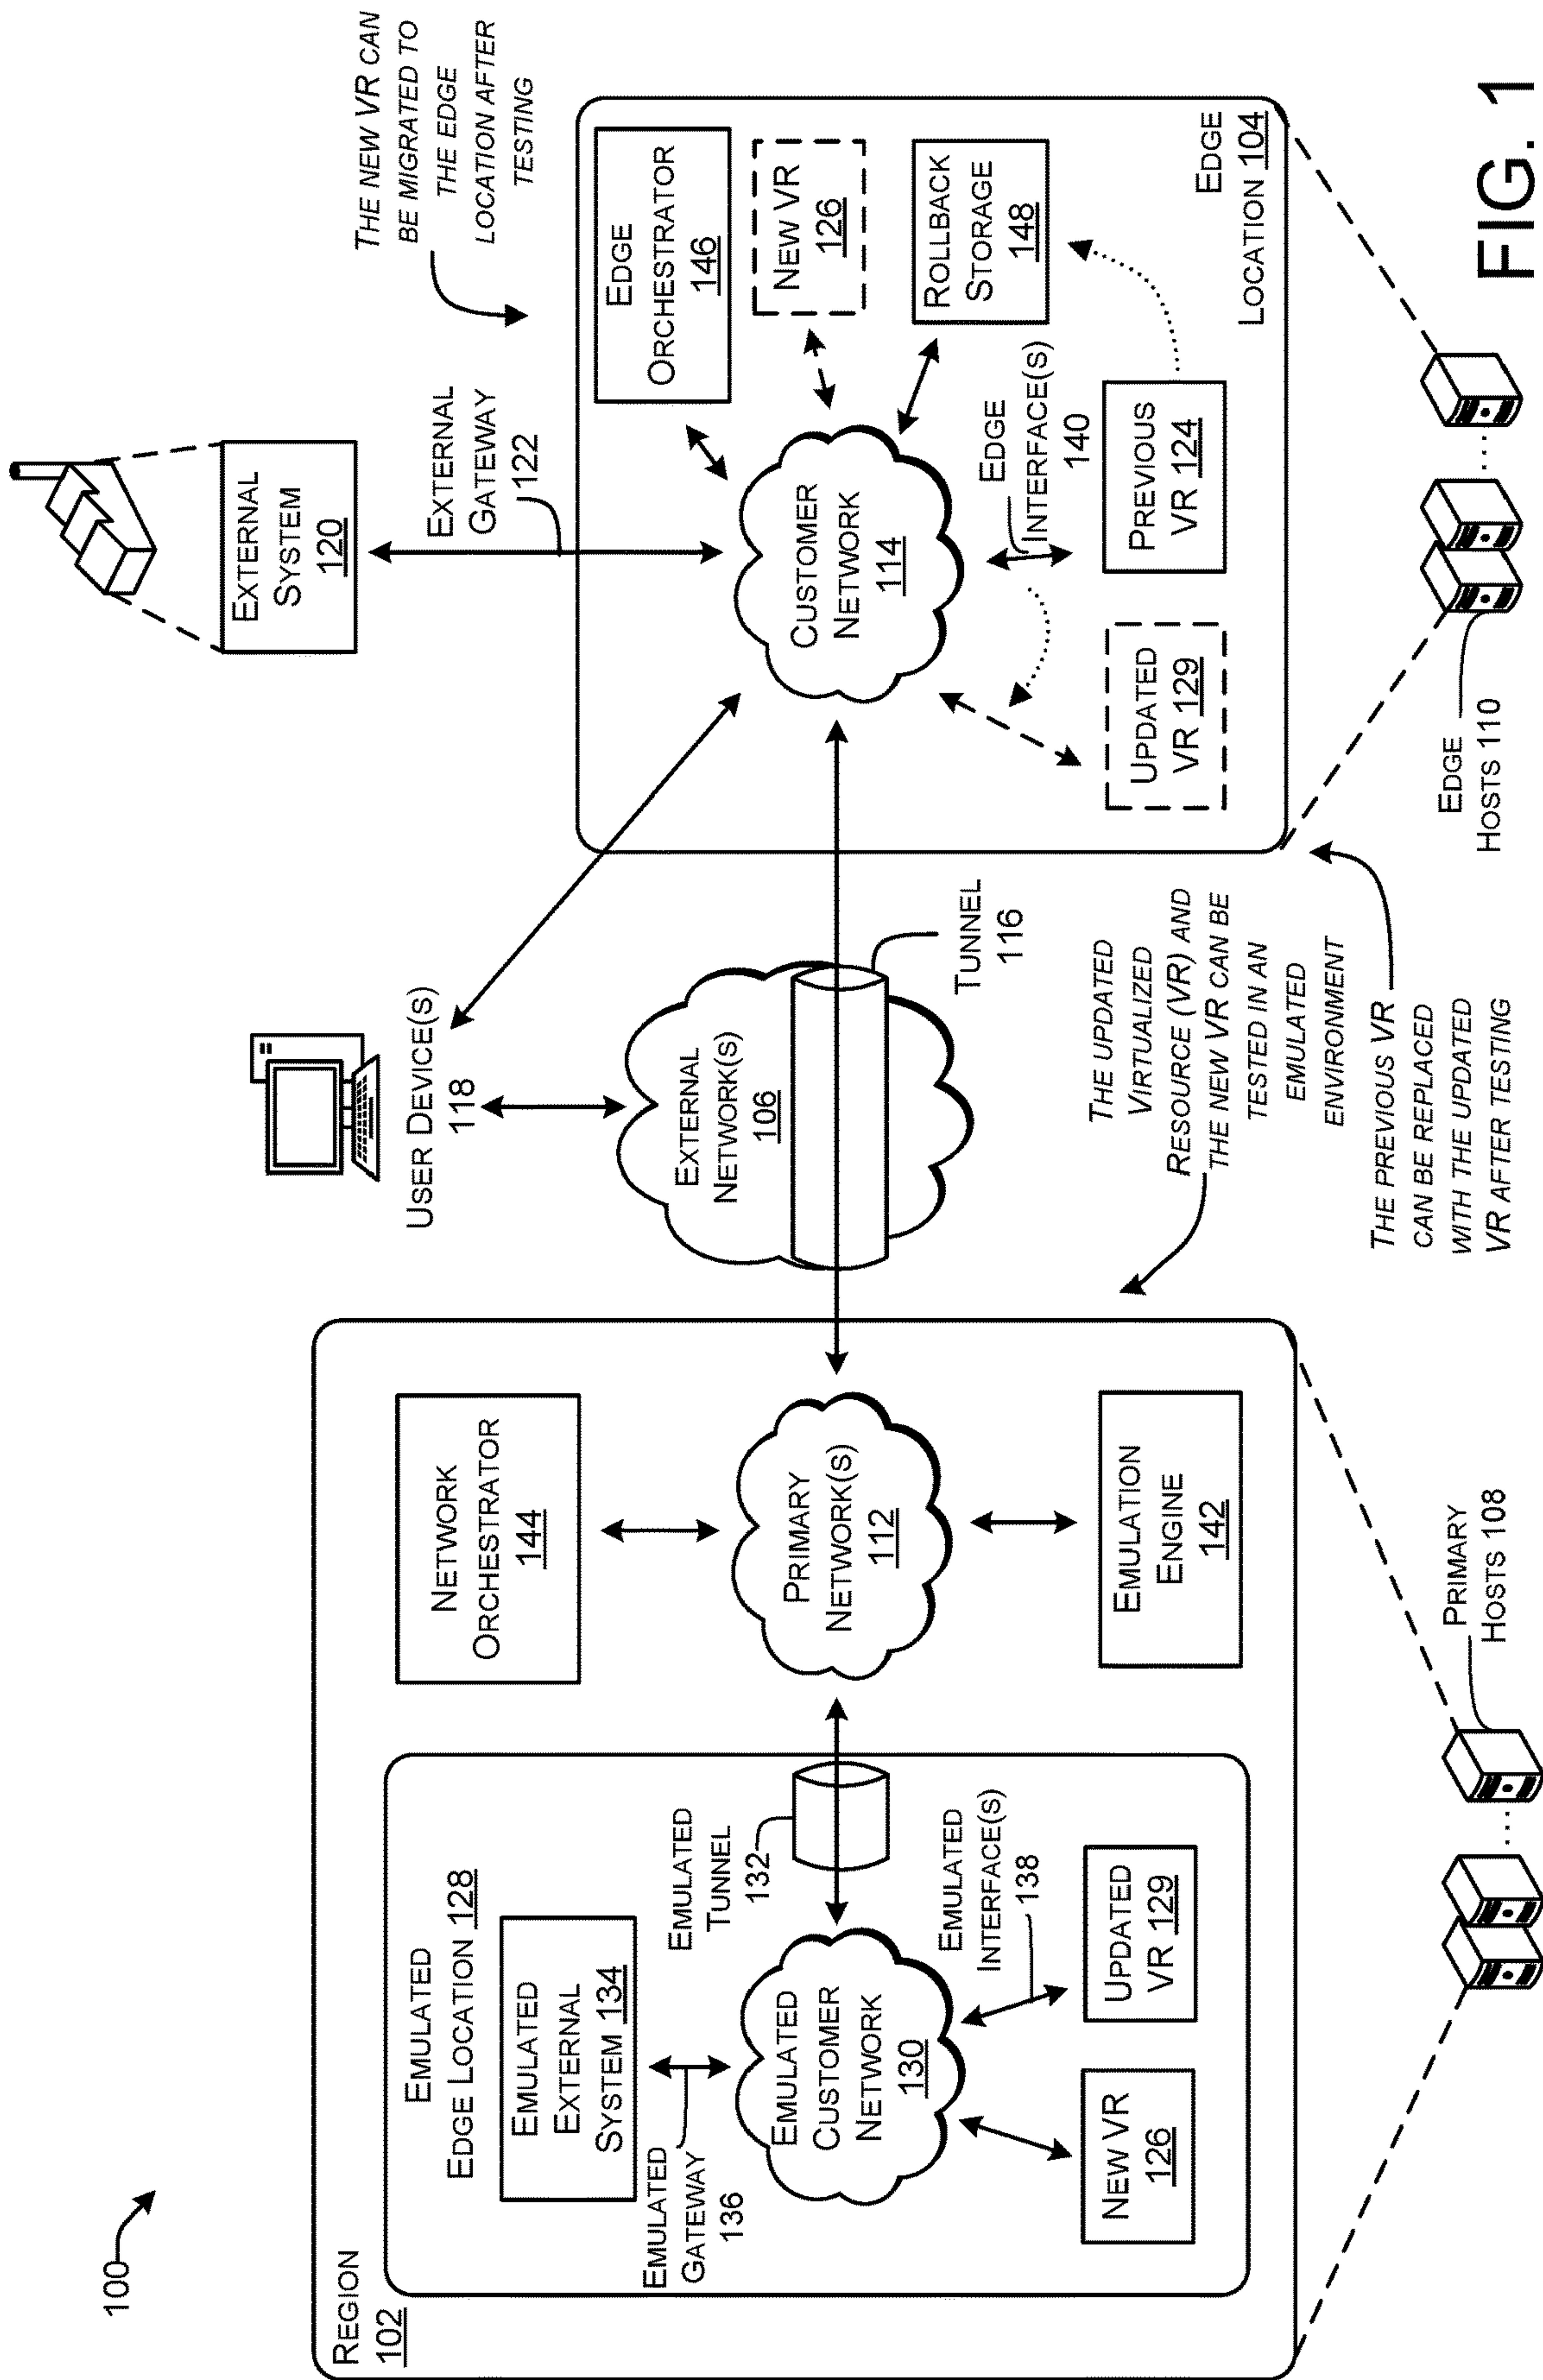 100
REGION
102
EMULATED
EDGE LOCATION 128
EMULATED
EXTERNAL
SYSTEM 134
EMULATED
GATEWAY
136
EMULATED
TUNNEL
132
EMULATED
CUSTOMER
NETWORK
130
EMULATED
INTERFACE(S)
138
NEW VR
126
UPDATED
VR 129
NETWORK
ORCHESTRATOR
144
PRIMARY
NETWORK(S)
112
EMULATION
ENGINE
142
PRIMARY
HOSTS 108
USER DEVICE(S)
118
EXTERNAL
NETWORK(S)
106
TUNNEL
116
THE UPDATED
VIRTUALIZED
RESOURCE (VR) AND
THE NEW VR CAN BE
TESTED IN AN
EMULATED
ENVIRONMENT
THE PREVIOUS VR
CAN BE REPLACED
WITH THE UPDATED
VR AFTER TESTING
EXTERNAL
SYSTEM
120
EXTERNAL
GATEWAY
122
THE NEW VR CAN
BE MIGRATED TO
THE EDGE
LOCATION AFTER
TESTING
EDGE
ORCHESTRATOR
146
NEW VR
126
CUSTOMER
NETWORK
114
ROLLBACK
STORAGE
148
EDGE
INTERFACE(S)
140
UPDATED
VR 129
PREVIOUS
VR 124
EDGE
LOCATION 104
EDGE
HOSTS 110
FIG. 1